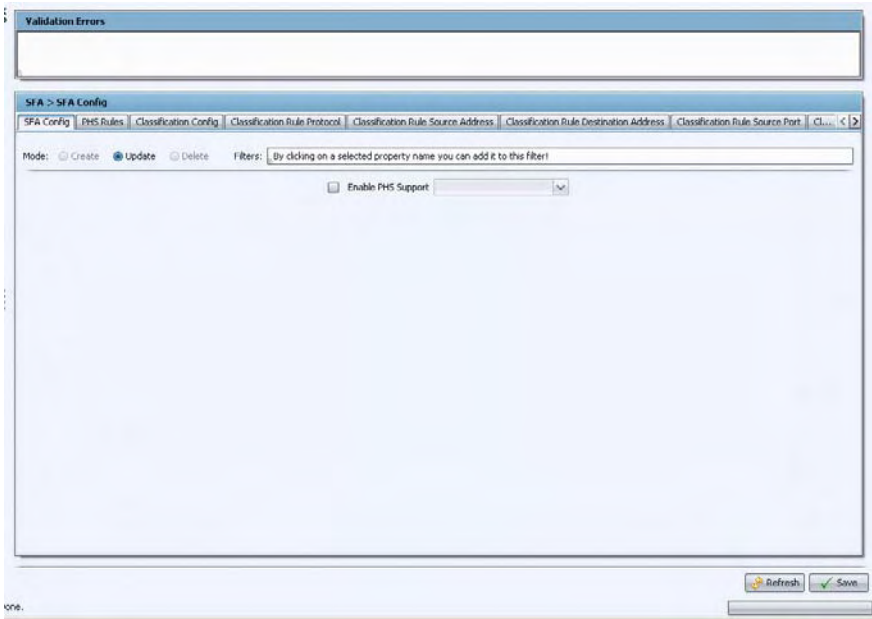 Validation Errors
SFA > SFA Config
SFA Config PHS Rules Classification Config Classification Rule Protocol Classification Rule Source Address Classification Rule Destination Address Classification Rule Source Port Cl...
Mode: Create Update Delete Filters: By clicking on a selected property name you can add it to this filter!
Enable PHS Support
Refresh Save
one.